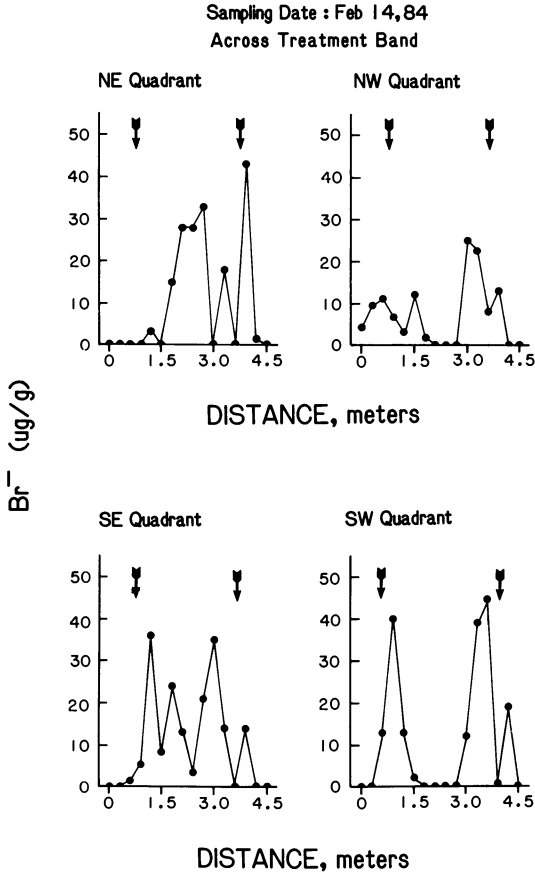 Sampling Date : Feb 14,84
Across Treatment Band
NE Quadrant
NW Quadrant
50
40
30
20
10
0
0 1.5 3.0 4.5
50
40
30
20
10
0
0 1.5 3.0 4.5
DISTANCE, meters
Br⁻ (ug/g)
SE Quadrant
SW Quadrant
50
40
30
20
10
0
0 1.5 3.0 4.5
50
40
30
20
10
0
0 1.5 3.0 4.5
DISTANCE, meters